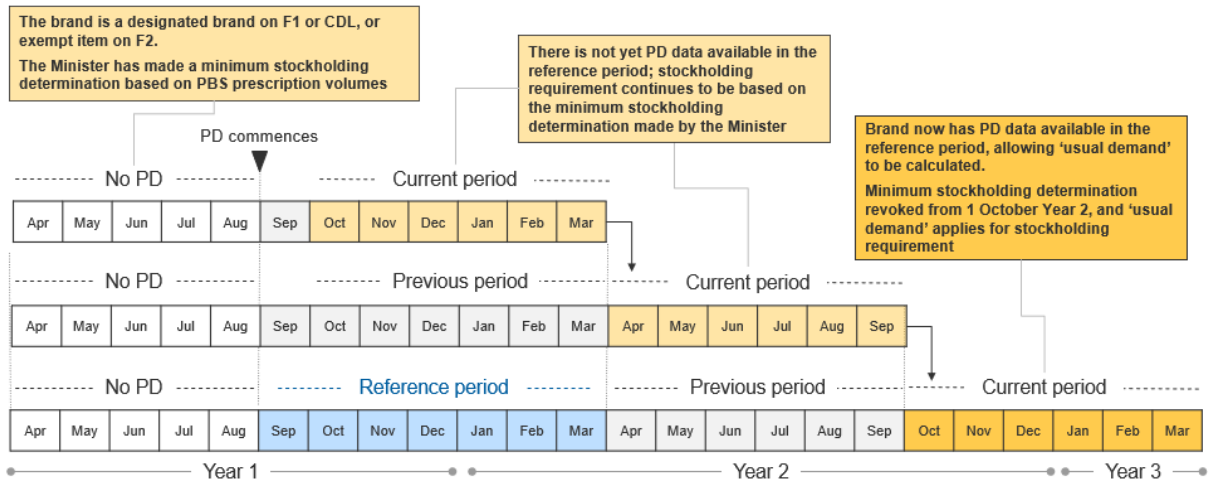 The brand is a designated brand on F1 or CDL, or
exempt item on F2.
The Minister has made a minimum stockholding
determination based on PBS prescription volumes
There is not yet PD data available in the
reference period; stockholding
requirement continues to be based on
the minimum stockholding
determination made by the Minister
Brand now has PD data available in the
reference period, allowing ‘usual demand’
to be calculated.
Minimum stockholding determination
revoked from 1 October Year 2, and ‘usual
demand’ applies for stockholding
requirement
PD commences
No PD Current period
Apr May Jun Jul Aug Sep Oct Nov Dec Jan Feb Mar
No PD Previous period Current period
Apr May Jun Jul Aug Sep Oct Nov Dec Jan Feb Mar Apr May Jun Jul Aug Sep
No PD Reference period Previous period Current period
Apr May Jun Jul Aug Sep Oct Nov Dec Jan Feb Mar Apr May Jun Jul Aug Sep Oct Nov Dec Jan Feb Mar
Year 1 Year 2 Year 3